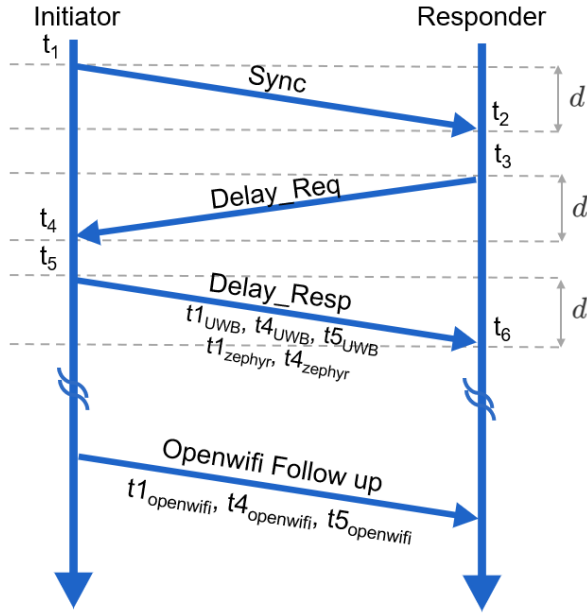 Initiator Responder
t1
Sync
d
t2
t3
Delay_Req
d
t4
t5
Delay_Resp
d
t1UWB, t4UWB, t5UWB
t6
t1zephyr, t4zephyr
Openwifi Follow up
t1openwifi, t4openwifi, t5openwifi